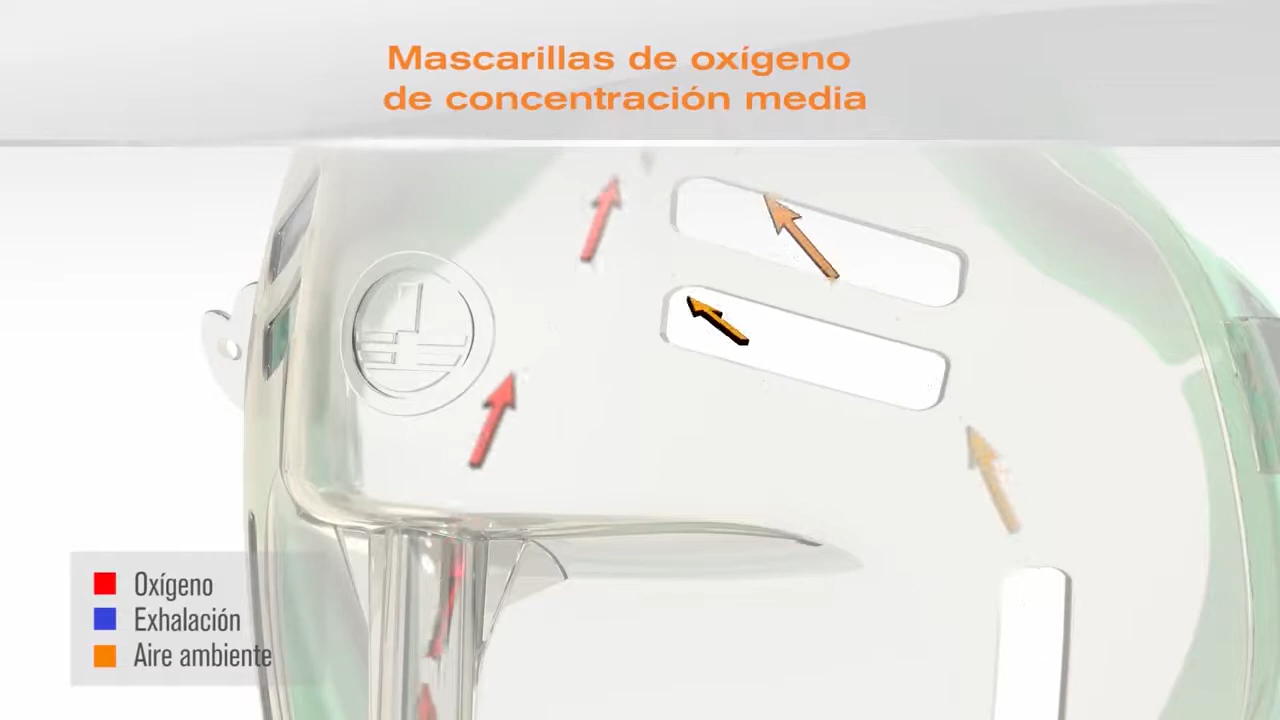 Mascarillas de oxígeno
de concentración media
Oxígeno
Exhalación
Aire ambiente